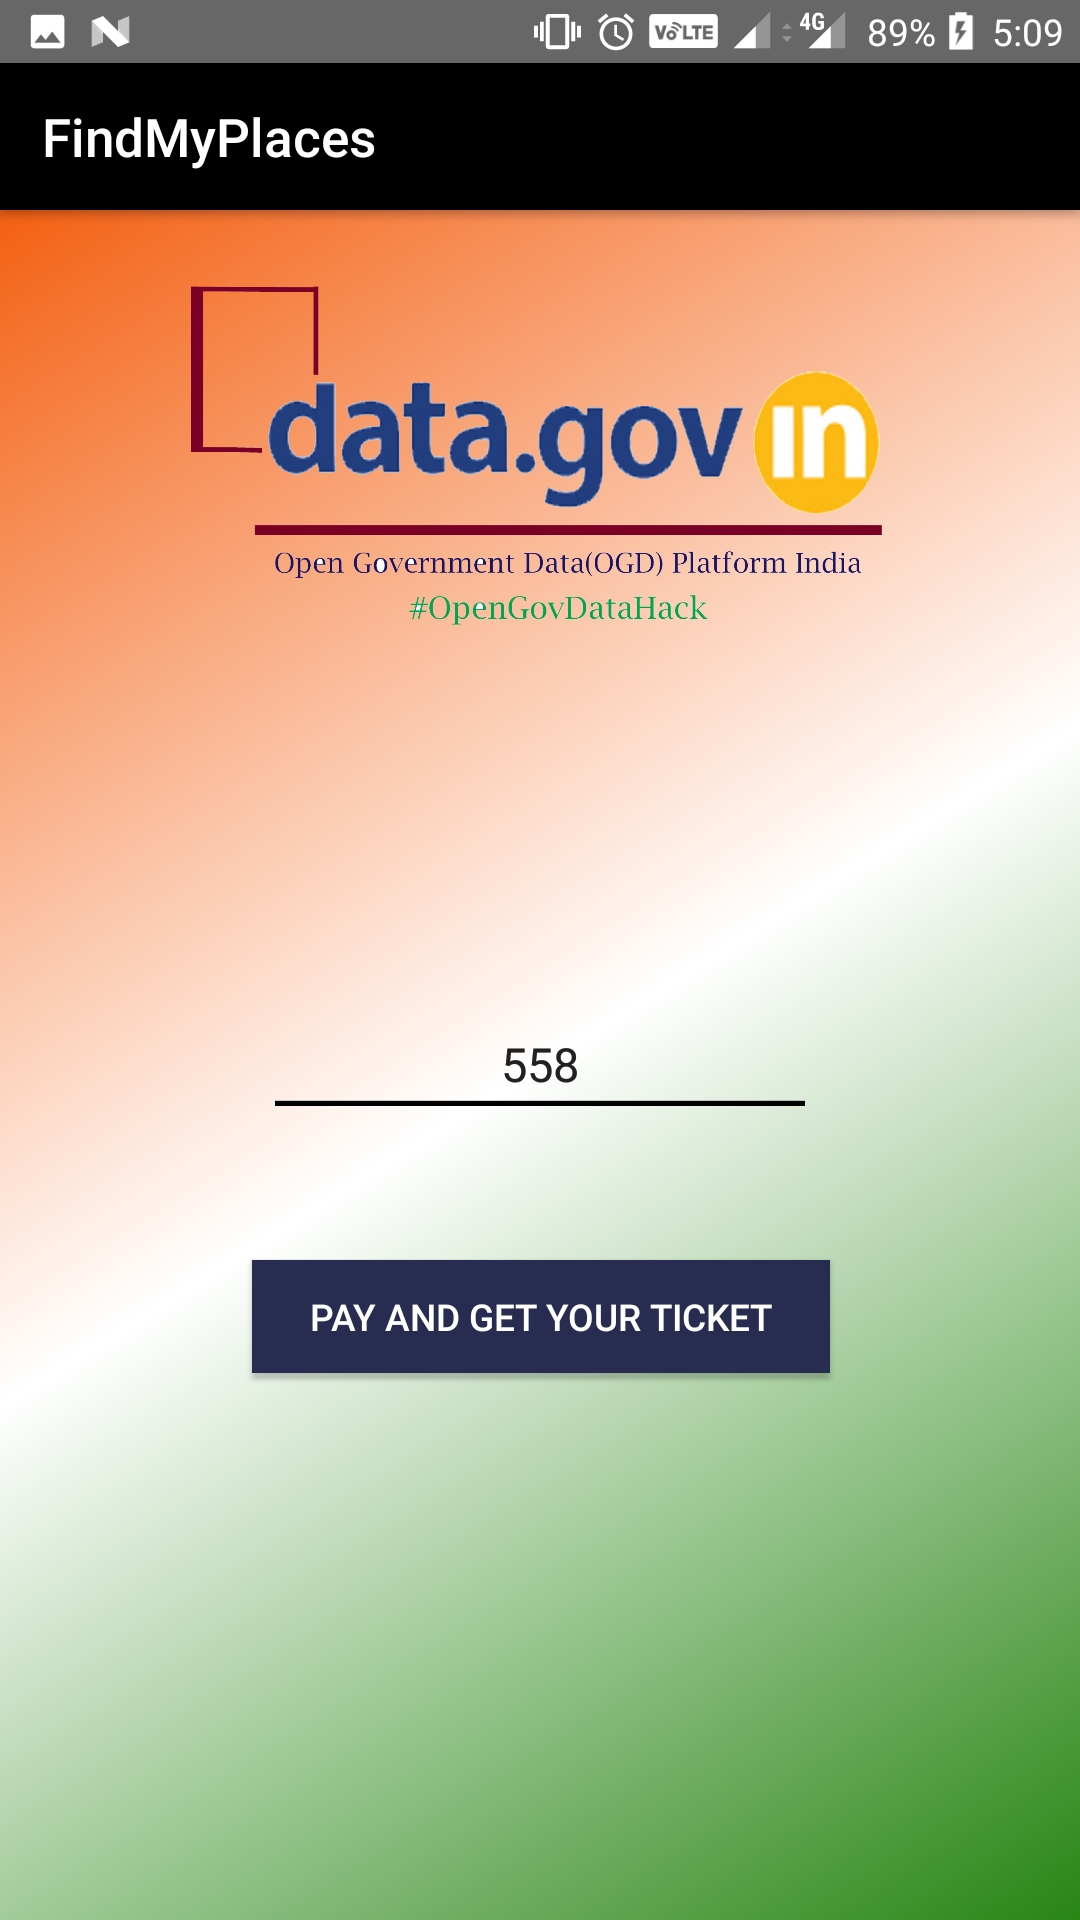 VoLTE 4G 89% 5:09
FindMyPlaces
data.gov in
Open Government Data(OGD) Platform India
#OpenGovDataHack
558
PAY AND GET YOUR TICKET